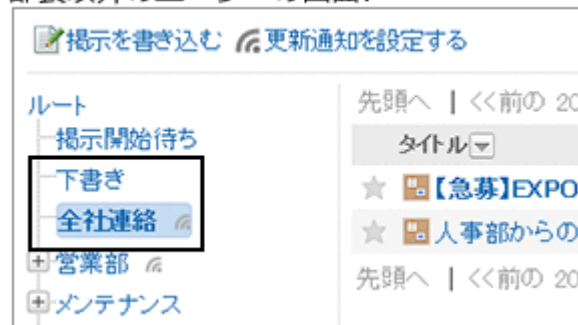 掲示を書き込む 更新通知を設定する
ルート
掲示開始待ち
下書き
全社連絡
営業部
メンテナンス
先頭へ | <<前の 20
タイトル
【急募】EXPO
人事部からの
先頭へ | <<前の 20